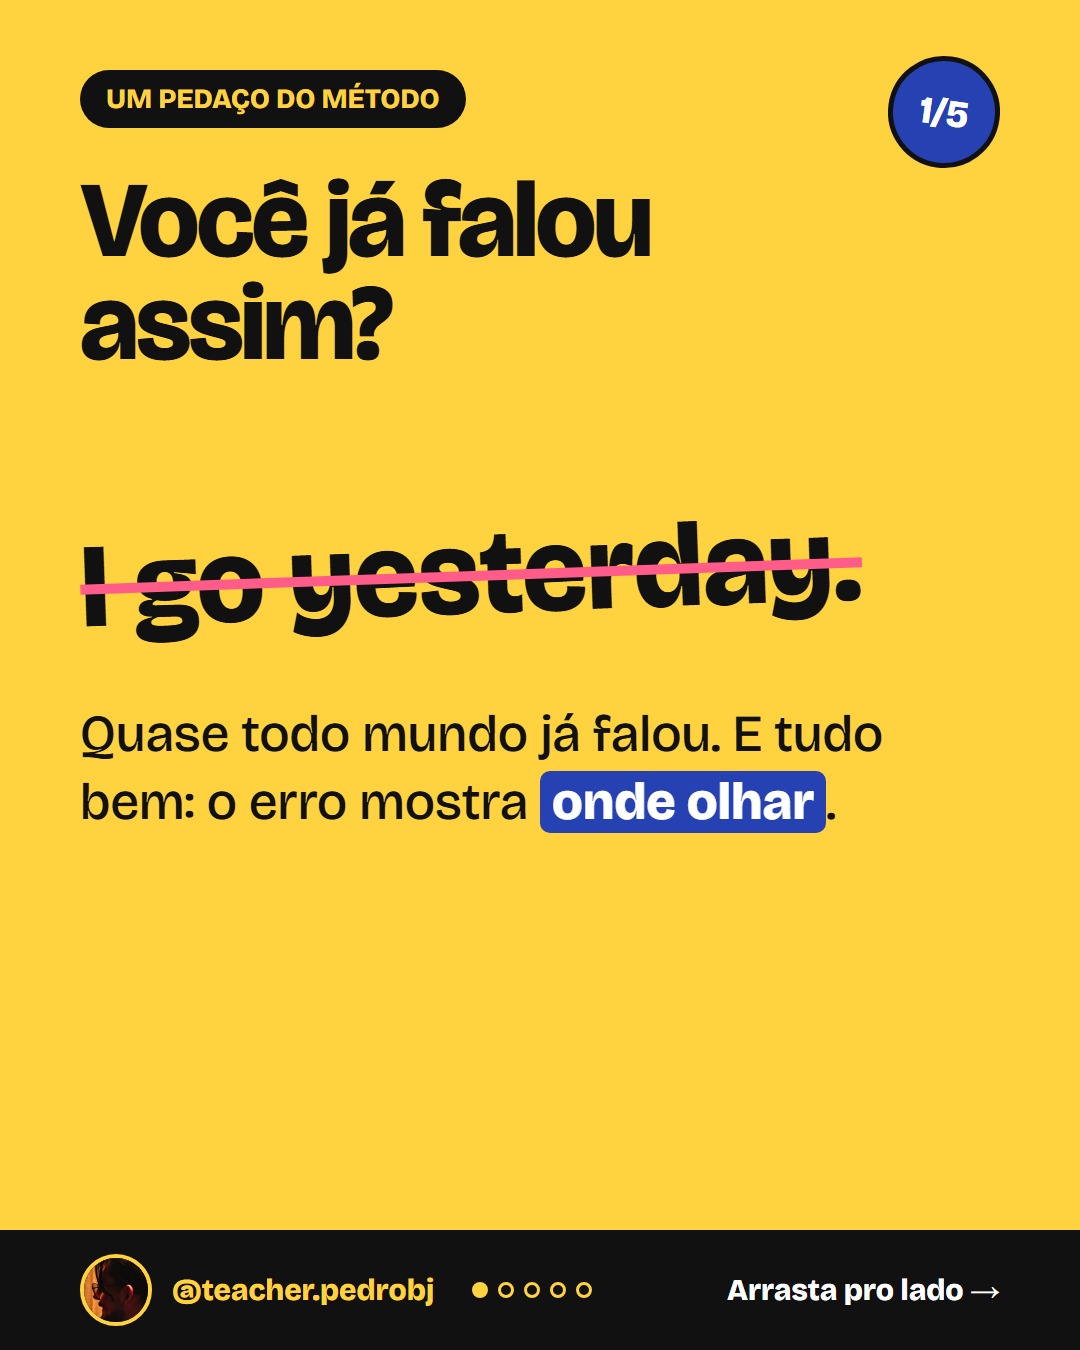 UM PEDAÇO DO MÉTODO
1/5
Você já falou
assim?
I go yesterday.
Quase todo mundo já falou. E tudo
bem: o erro mostra onde olhar.
@teacher.pedrobj
Arrasta pro lado →